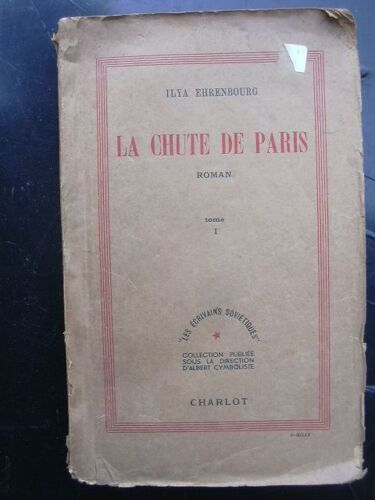 ILYA EHRENBOURG
LA CHUTE DE PARIS
ROMAN
tome
I
"LES ÉCRIVAINS SOVIÉTIQUES"
COLLECTION PUBLIÉE
SOUS LA DIRECTION
D'ALBERT CYMBOLISTE
CHARLOT